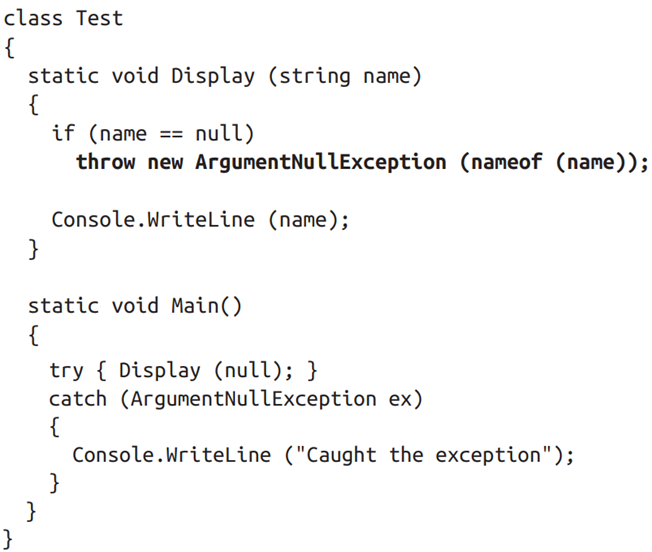 class Test
{
  static void Display (string name)
  {
    if (name == null)
      throw new ArgumentNullException (nameof (name));

    Console.WriteLine (name);
  }

  static void Main()
  {
    try { Display (null); }
    catch (ArgumentNullException ex)
    {
      Console.WriteLine ("Caught the exception");
    }
  }
}